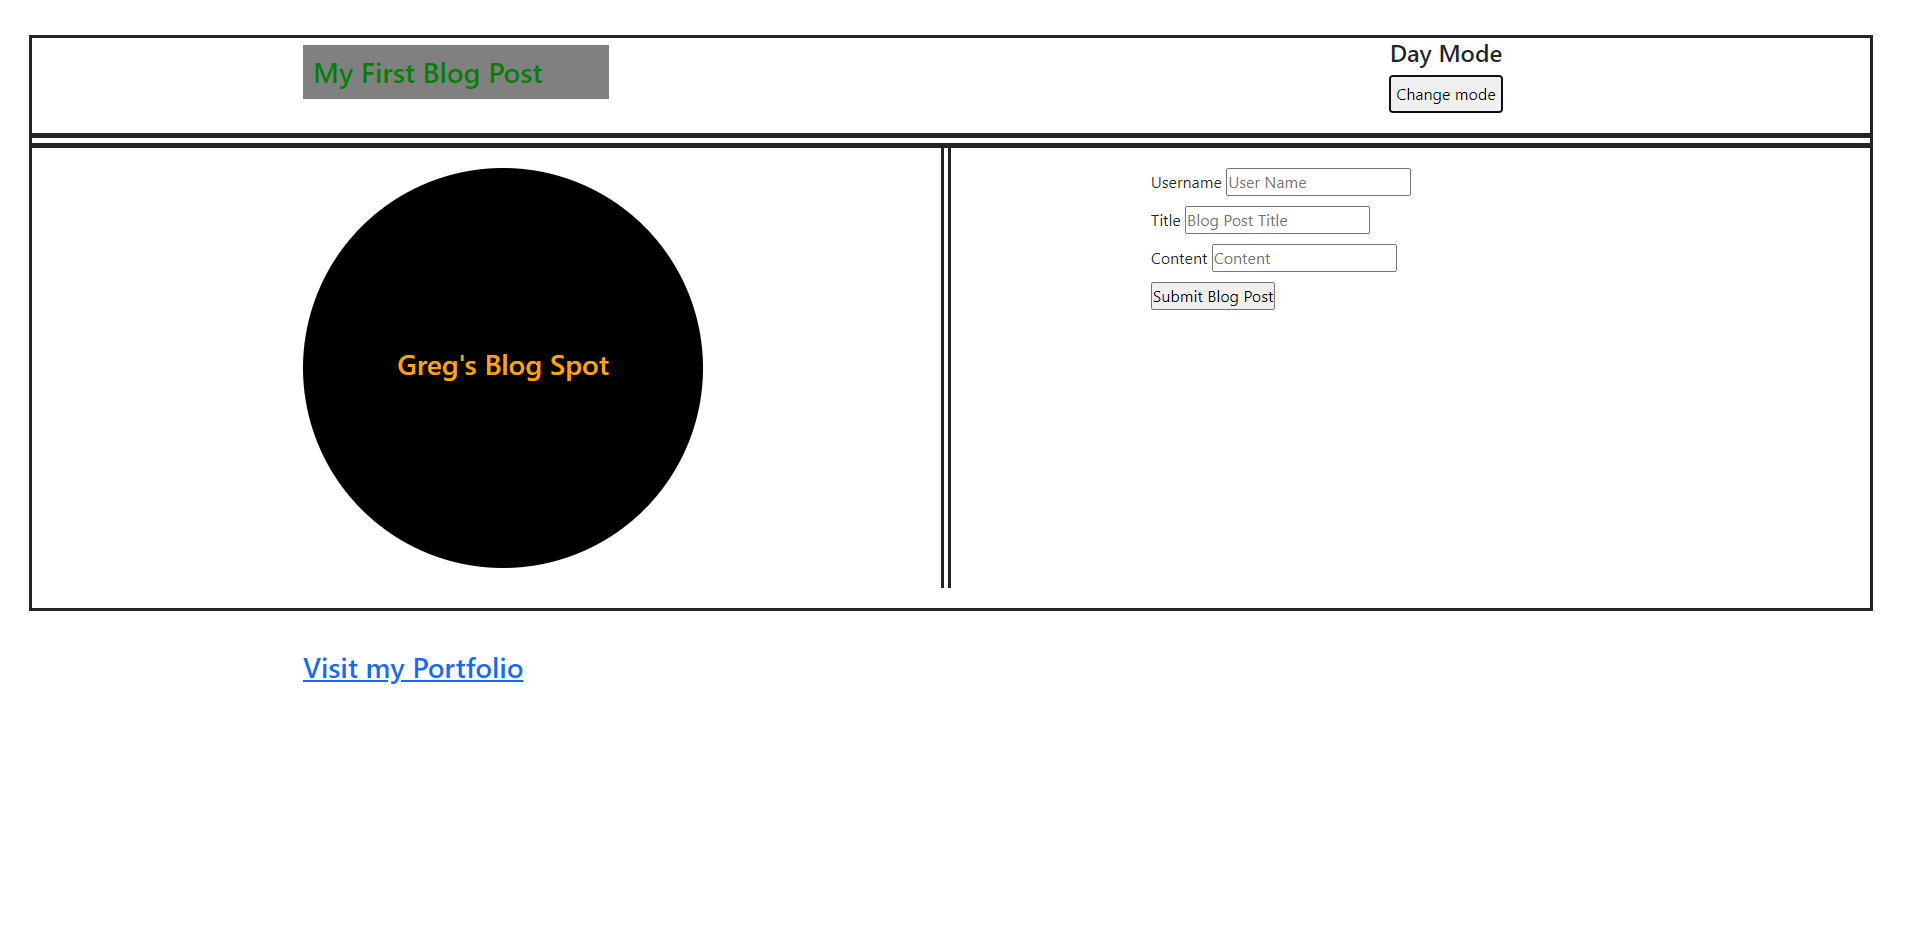 My First Blog Post
Day Mode
Change mode
Greg's Blog Spot
Username User Name
Title Blog Post Title
Content Content
Submit Blog Post
Visit my Portfolio